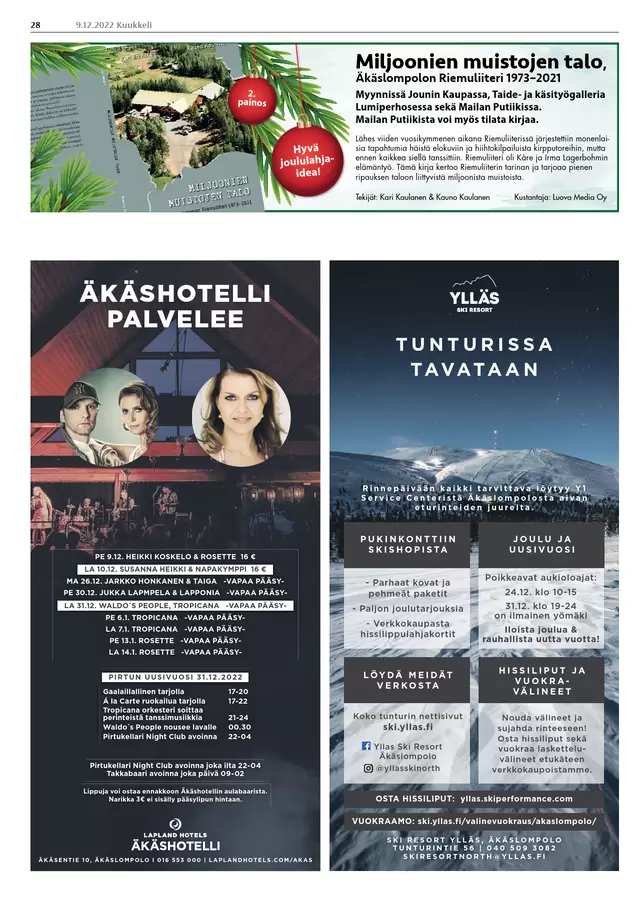 28
9.12.2022 Kuukkeli
2.
painos
Hyvä
joululahja-
idea!
MILJOONIEN
MUISTOJEN TALO
Riemuliiteri 1973-2021
Miljoonien muistojen talo,
Äkäslompolon Riemuliiteri 1973–2021
Myynnissä Jounin Kaupassa, Taide- ja käsityögalleria
Lumiperhosessa sekä Mailan Putiikissa.
Mailan Putiikista voi myös tilata kirjaa.
Lähes viiden vuosikymmenen aikana Riemuliiterissä järjestettiin monenlai-
sia tapahtumia häistä elokuviin ja hiihtokilpailuista kirpputoreihin, mutta
ennen kaikkea siellä tanssittiin. Riemuliiteri oli Kåre ja Irma Lagerbohmin
elämäntyö. Tämä kirja kertoo Riemuliiterin tarinan ja tarjoaa pienen
ripauksen taloon liittyvistä miljoonista muistoista.
Tekijät: Kari Kaulanen & Kauno Kaulanen Kustantaja: Luova Media Oy
ÄKÄSHOTELLI
PALVELEE
PE 9.12. HEIKKI KOSKELO & ROSETTE 16 €
LA 10.12. SUSANNA HEIKKI & NAPAKYMPPI 16 €
MA 26.12. JARKKO HONKANEN & TAIGA -VAPAA PÄÄSY-
PE 30.12. JUKKA LAPMPELA & LAPPONIA -VAPAA PÄÄSY-
LA 31.12. WALDO´S PEOPLE, TROPICANA -VAPAA PÄÄSY-
PE 6.1. TROPICANA -VAPAA PÄÄSY-
LA 7.1. TROPICANA -VAPAA PÄÄSY-
PE 13.1. ROSETTE -VAPAA PÄÄSY-
LA 14.1. ROSETTE -VAPAA PÄÄSY-
PIRTUN UUSIVUOSI 31.12.2022
Gaalaillallinen tarjolla 17-20
Á la Carte ruokailua tarjolla 17-22
Tropicana orkesteri soittaa
perinteistä tanssimusiikkia 21-24
Waldo´s People nousee lavalle 00.30
Pirtukellari Night Club avoinna 22-04
Pirtukellari Night Club avoinna joka ilta 22-04
Takkabaari avoinna joka päivä 09-02
Lippuja voi ostaa ennakkoon Äkäshotellin aulabaarista.
Narikka 3€ ei sisälly pääsylipun hintaan.
LAPLAND HOTELS
ÄKÄSHOTELLI
ÄKÄSENTIE 10, ÄKÄSLOMPOLO I 016 553 000 | LAPLANDHOTELS.COM/AKAS
YLLÄS
SKI RESORT
TUNTURISSA
TAVATAAN
Rinnepäivään kaikki tarvittava löytyy Y1
Service Centeristä Äkäslompolosta aivan
eturinteiden juurelta.
PUKINKONTTIIN
SKISHOPISTA
- Parhaat kovat ja
pehmeät paketit
- Paljon joulutarjouksia
- Verkkokaupasta
hissilippulahjakortit
JOULU JA
UUSIVUOSI
Poikkeavat aukioloajat:
24.12. klo 10-15
31.12. klo 19-24
on ilmainen yömäki
Iloista joulua &
rauhallista uutta vuotta!
LÖYDÄ MEIDÄT
VERKOSTA
Koko tunturin nettisivut
ski.yllas.fi
Yllas Ski Resort
Äkäslompolo
@yllasskinorth
HISSILIPUT JA
VUOKRA-
VÄLINEET
Nouda välineet ja
sujahda rinteeseen!
Osta hissiliput sekä
vuokraa laskettelu-
välineet etukäteen
verkkokaupoistamme.
OSTA HISSILIPUT: yllas.skiperformance.com
VUOKRAAMO: ski.yllas.fi/valinevuokraus/akaslompolo/
SKI RESORT YLLÄS, ÄKÄSLOMPOLO
TUNTURINTIE 56 | 040 509 3082
SKIRESORTNORTH@YLLAS.FI